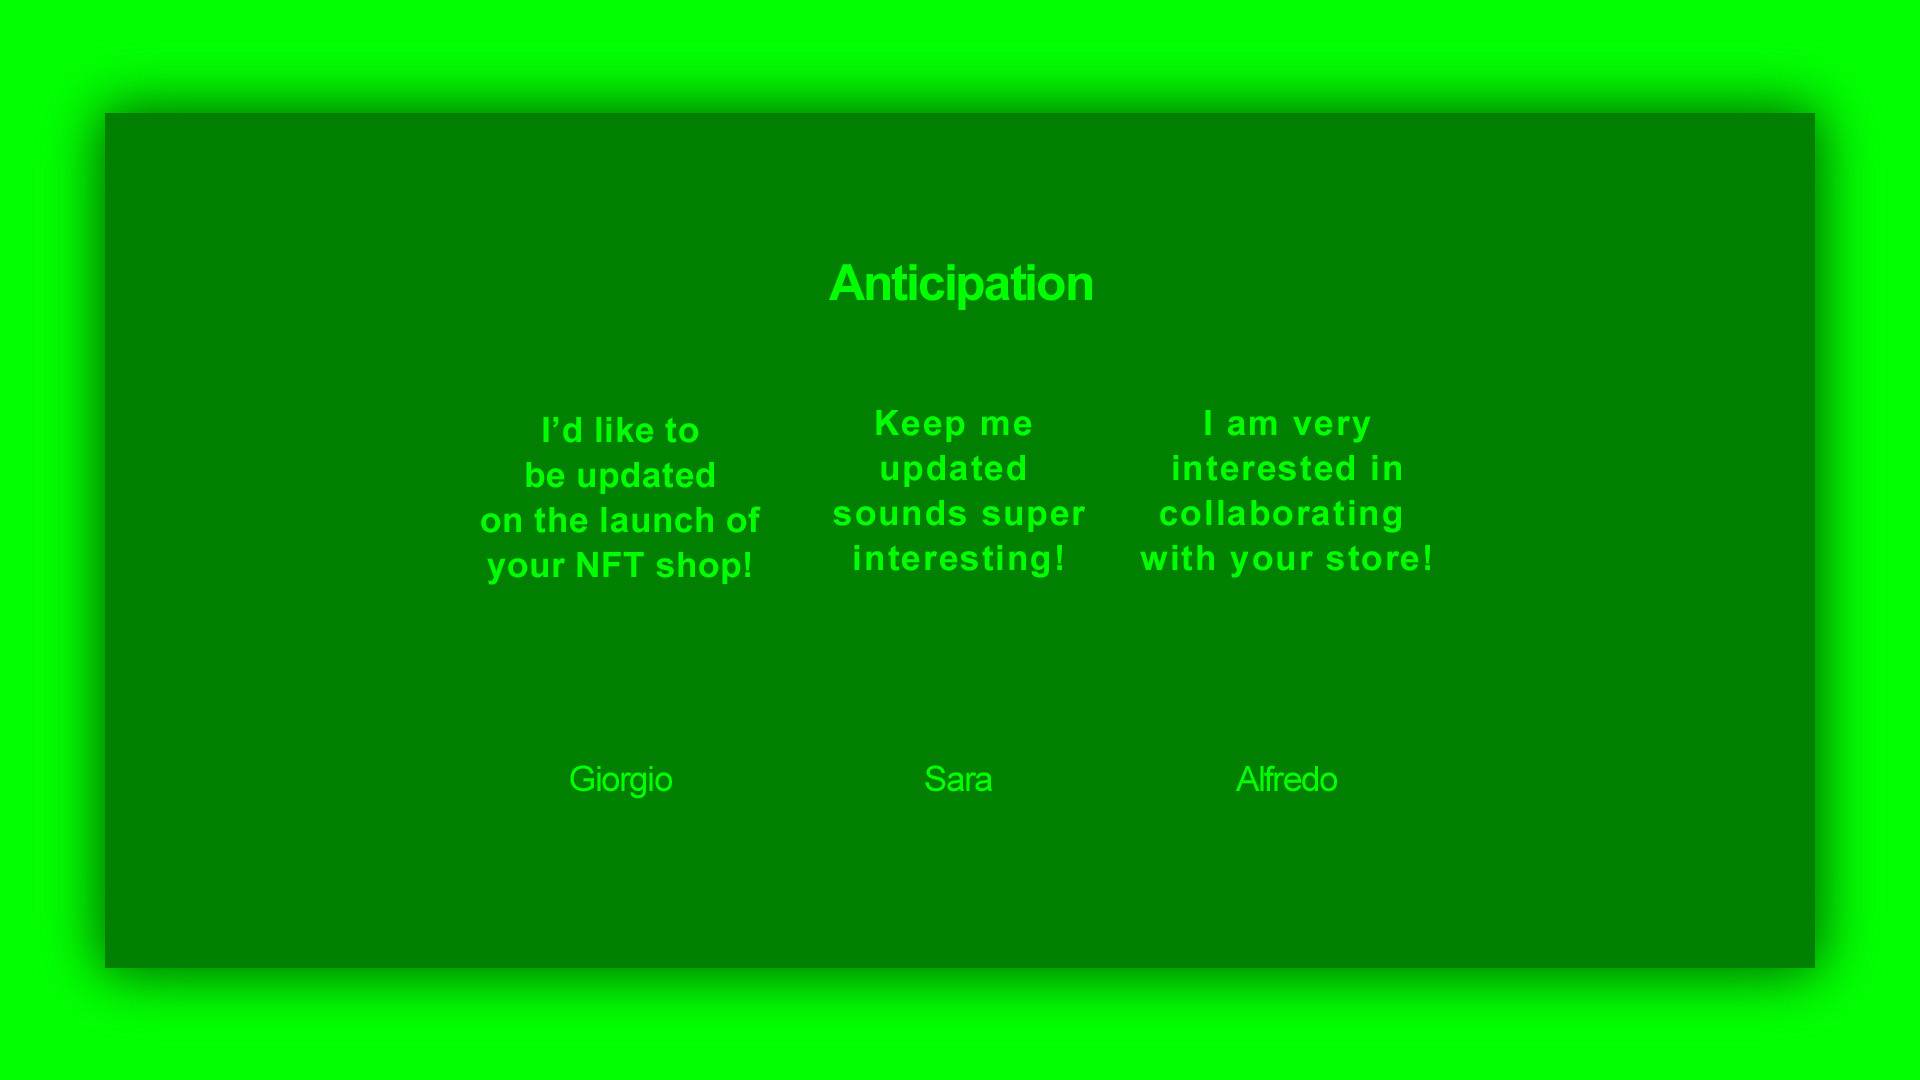 Anticipation
I’d like to
be updated
on the launch of
your NFT shop!
Keep me
updated
sounds super
interesting!
I am very
interested in
collaborating
with your store!
Giorgio
Sara
Alfredo